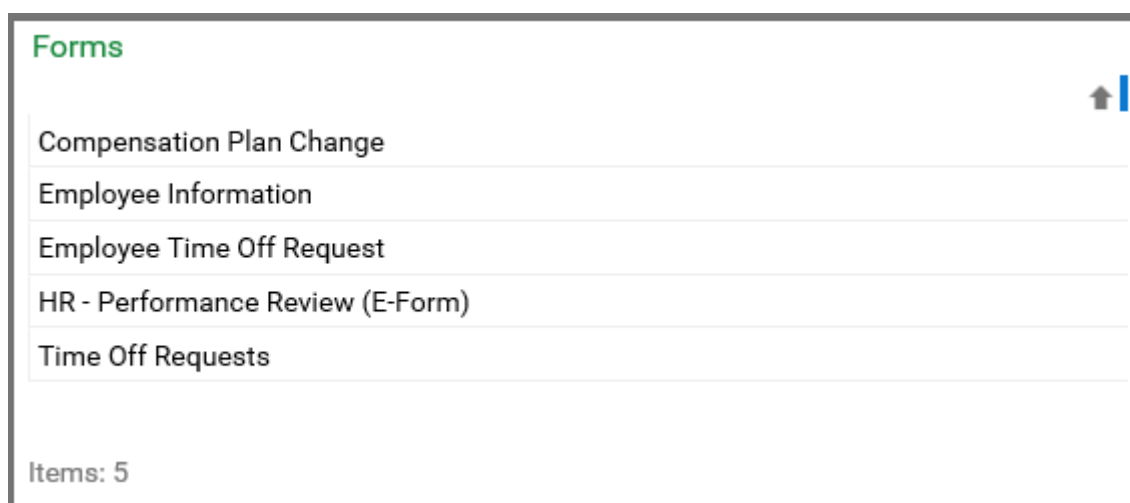 Forms
Compensation Plan Change
Employee Information
Employee Time Off Request
HR - Performance Review (E-Form)
Time Off Requests
Items: 5